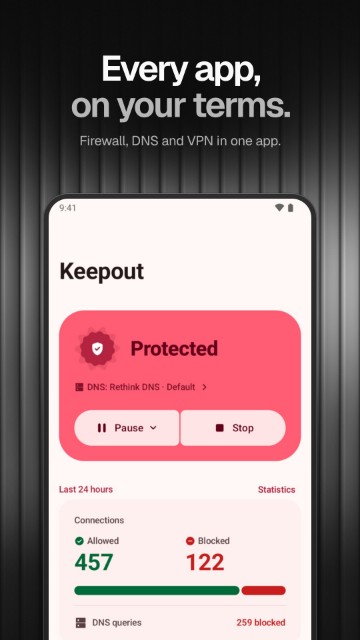 Every app,
on your terms.
Firewall, DNS and VPN in one app.
9:41
Keepout
Protected
DNS: Rethink DNS · Default
Pause
Stop
Last 24 hours
Statistics
Connections
Allowed
Blocked
457
122
DNS queries
259 blocked